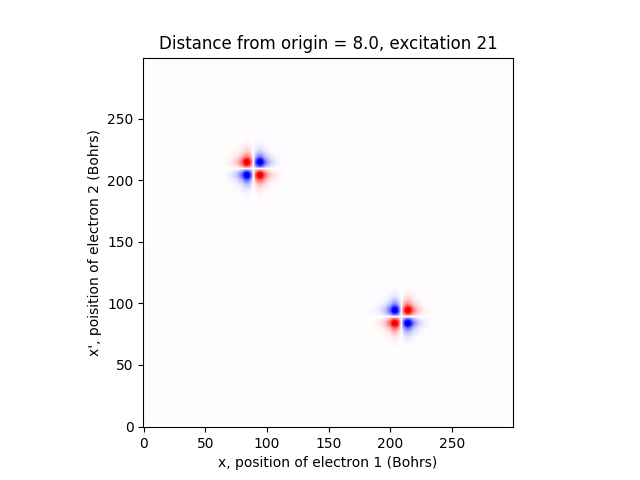 Distance from origin = 8.0, excitation 21
250
200
150
100
50
0
x', poisition of electron 2 (Bohrs)
0 50 100 150 200 250
x, position of electron 1 (Bohrs)